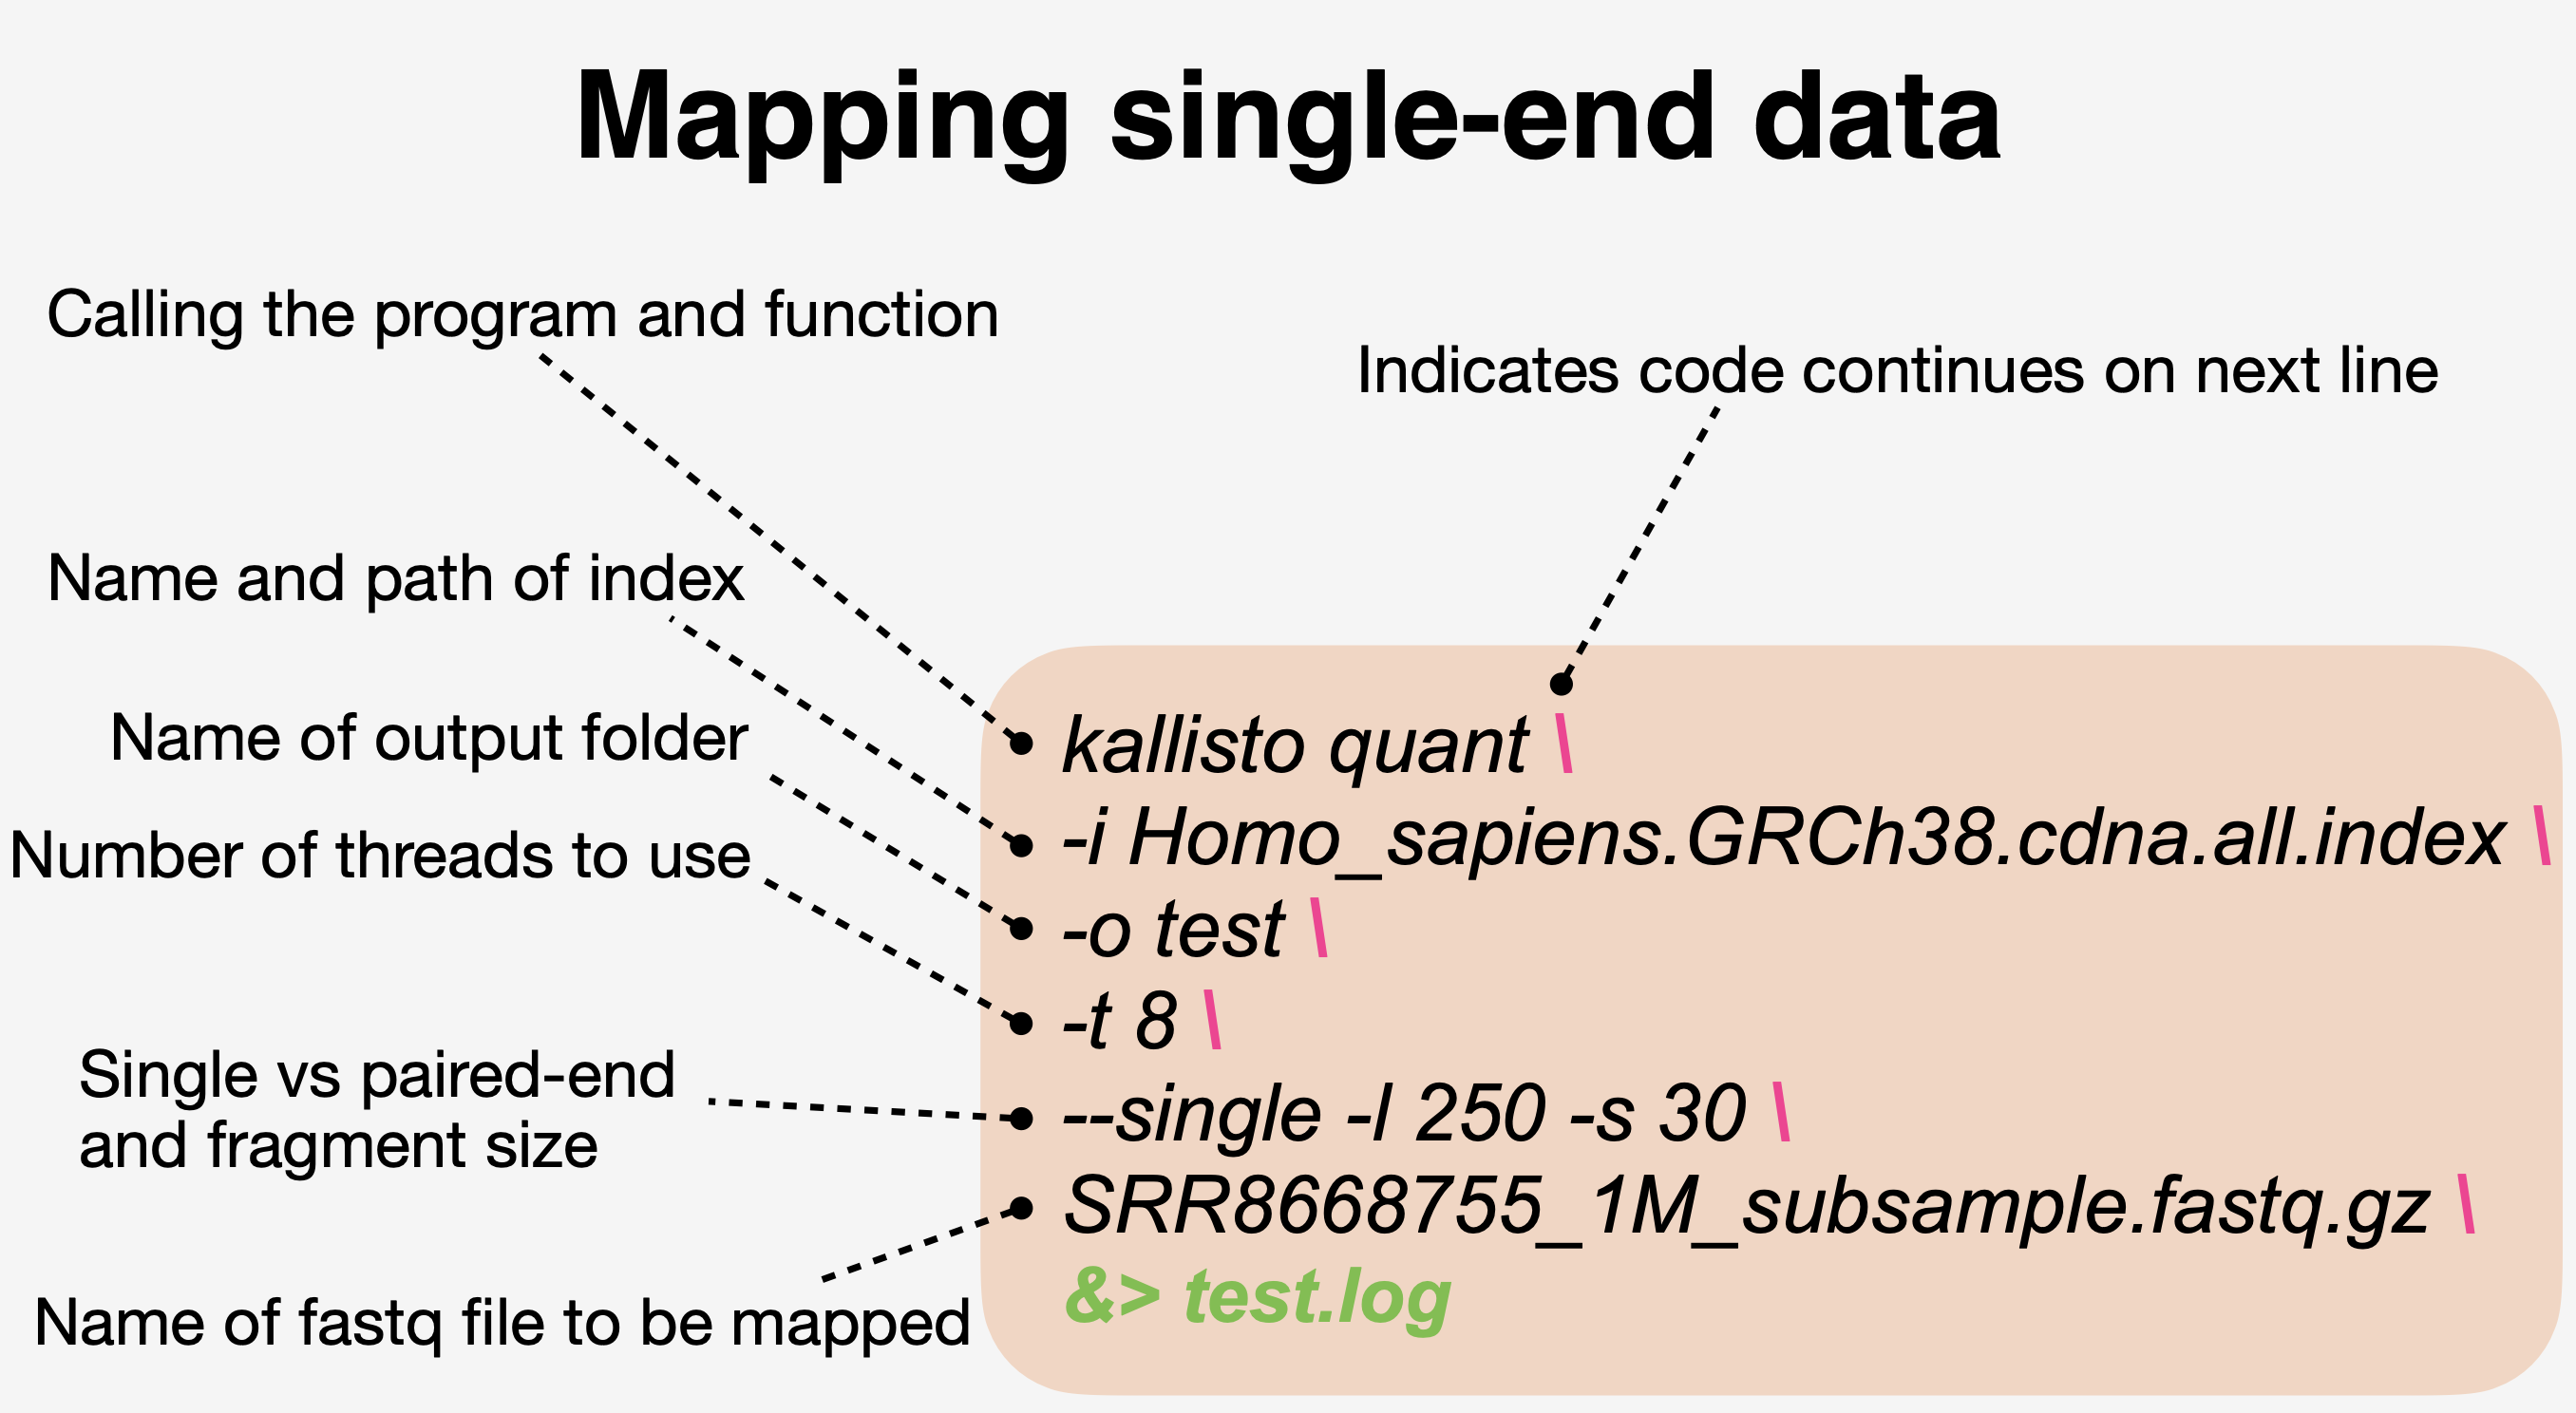 Mapping single-end data
Calling the program and function
Indicates code continues on next line
Name and path of index
Name of output folder
Number of threads to use
Single vs paired-end
and fragment size
Name of fastq file to be mapped
kallisto quant \
-i Homo_sapiens.GRCh38.cdna.all.index \
-o test \
-t 8 \
--single -l 250 -s 30 \
SRR8668755_1M_subsample.fastq.gz \
&> test.log